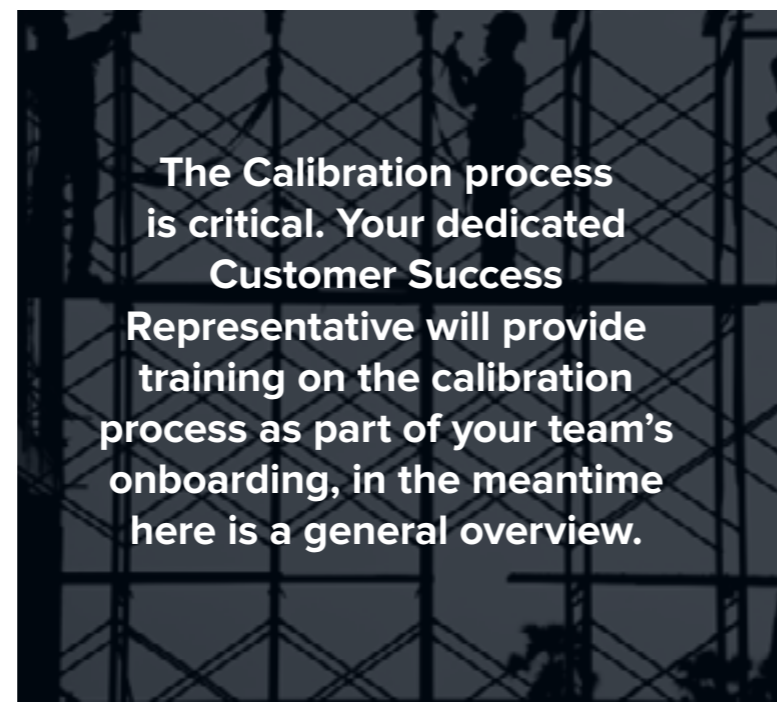 The Calibration process
is critical. Your dedicated
Customer Success
Representative will provide
training on the calibration
process as part of your team’s
onboarding, in the meantime
here is a general overview.